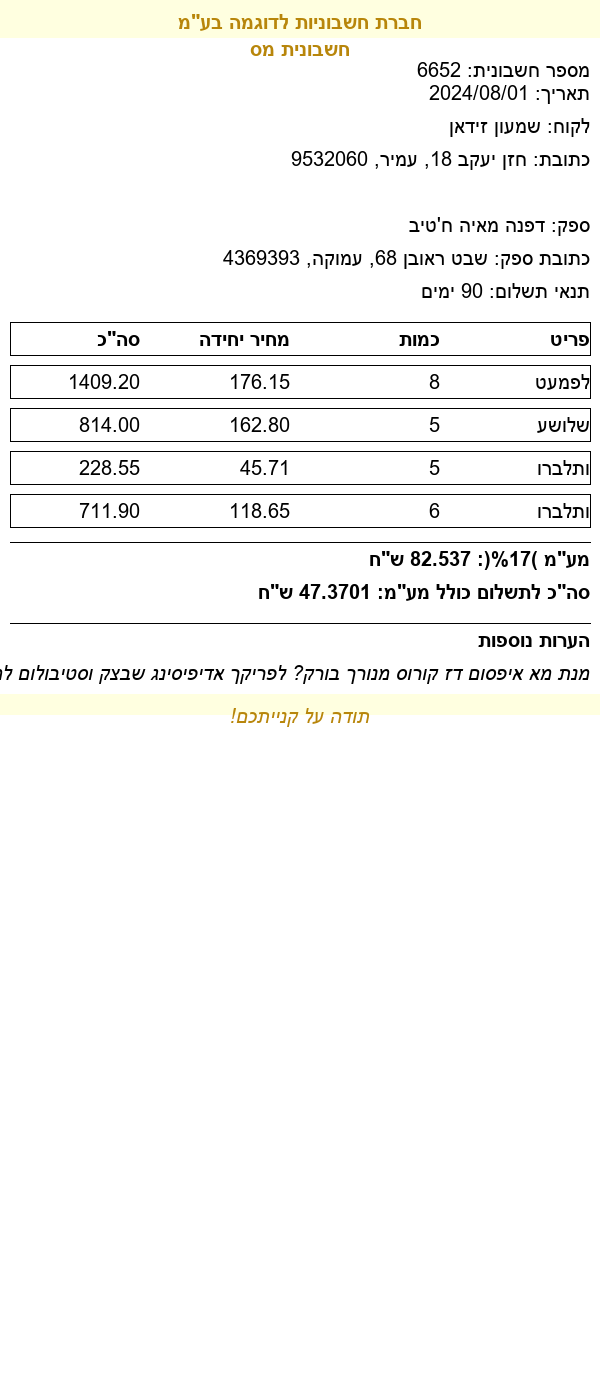 חברת חשבוניות לדוגמה בע"מ
חשבונית מס
מספר חשבונית: 6652
תאריך: 2024/08/01
לקוח: שמעון זידאן
כתובת: חזן יעקב 18, עמיר, 9532060
ספק: דפנה מאיה ח'טיב
כתובת ספק: שבט ראובן 68, עמוקה, 4369393
תנאי תשלום: 90 ימים
פריט כמות מחיר יחידה סה"כ
לפמעט 8 176.15 1409.20
שלושע 5 162.80 814.00
ותלברו 5 45.71 228.55
ותלברו 6 118.65 711.90
מע"מ )17%(: 82.537 ש"ח
סה"כ לתשלום כולל מע"מ: 47.3701 ש"ח
הערות נוספות
מנת מא איפסום דז קורוס מנורך בורק? לפריקך אדיפיסינג שבצק וסטיבולום
תודה על קנייתכם!